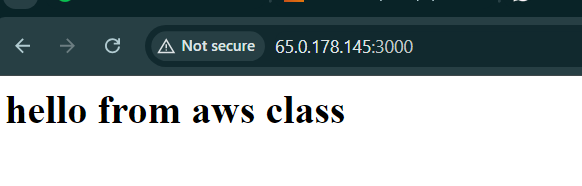 Not secure 65.0.178.145:3000
hello from aws class